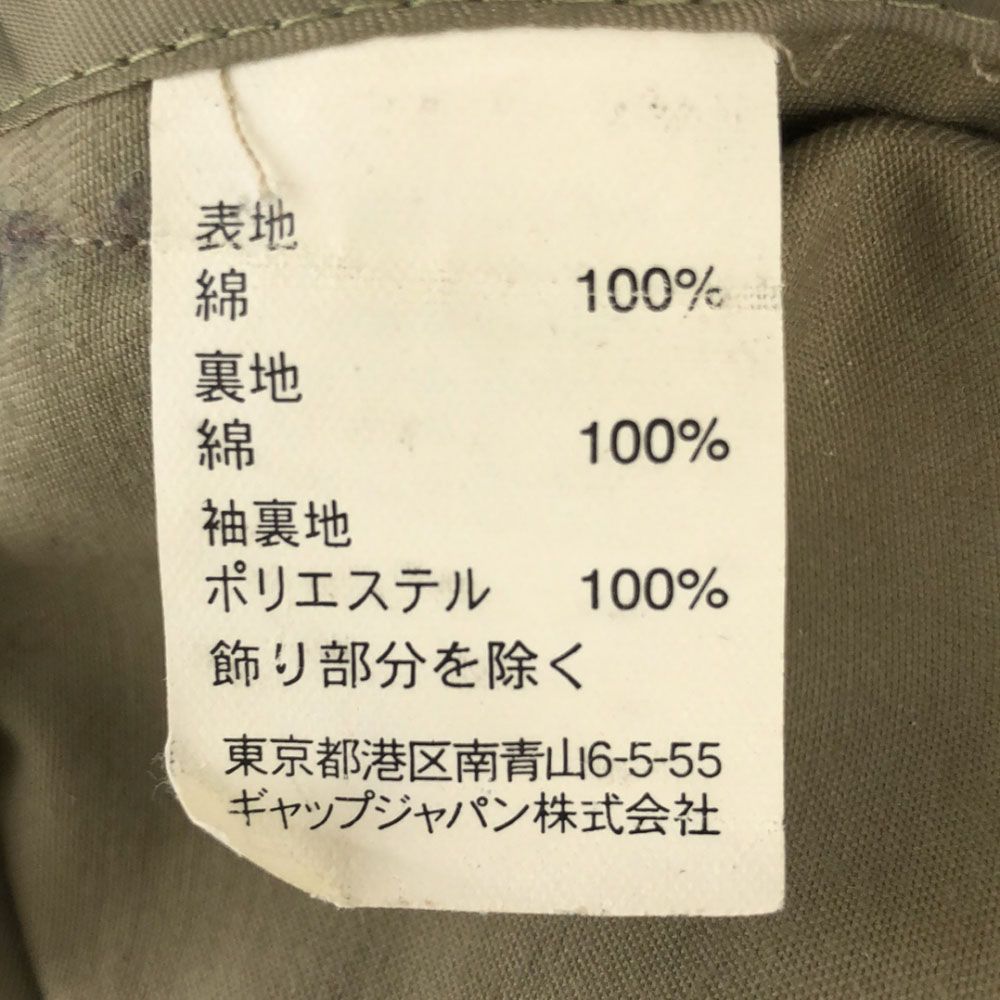 表地
綿 100%
裏地
綿 100%
袖裏地
ポリエステル 100%
飾り部分を除く
東京都港区南青山6-5-55
ギャップジャパン株式会社